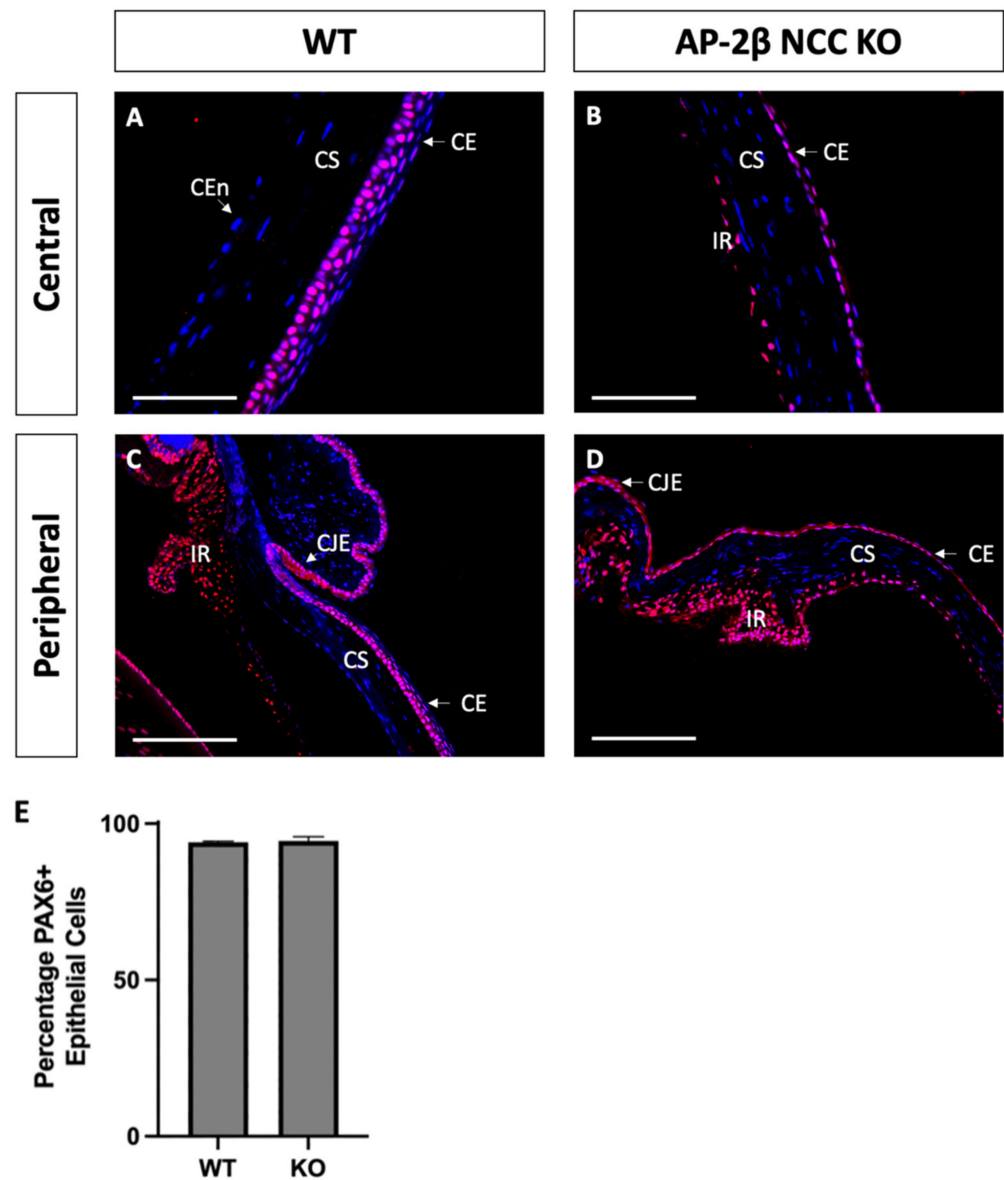 WT
AP-2β NCC KO
Central
A
CEn
CS
CE
B
CS
CE
IR
Peripheral
C
IR
CJE
CS
CE
D
CJE
CS
CE
IR
E
Percentage PAX6+
Epithelial Cells
100
50
0
WT
KO